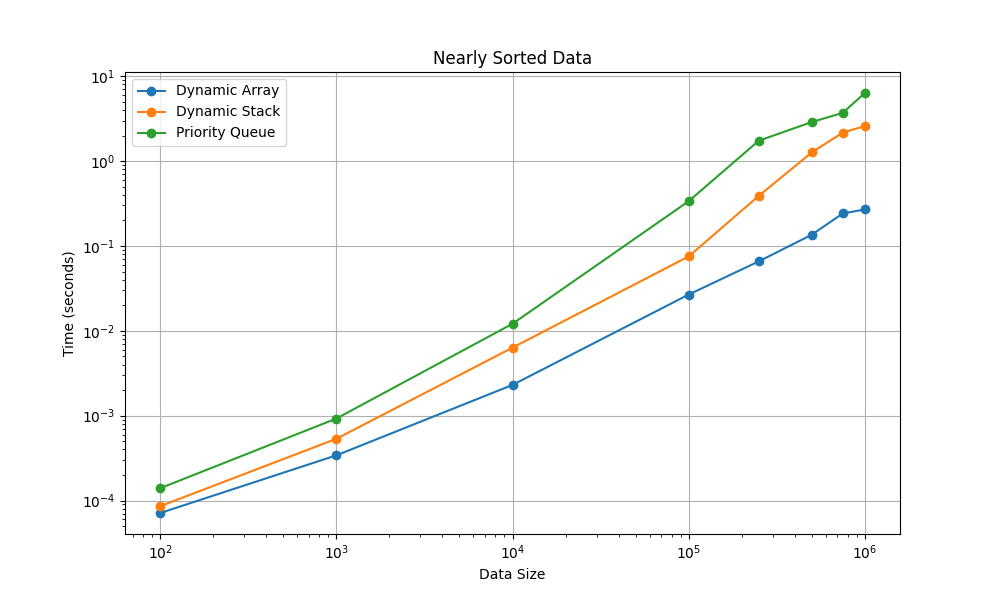 Nearly Sorted Data
Dynamic Array
Dynamic Stack
Priority Queue
Time (seconds)
10¹
10⁰
10⁻¹
10⁻²
10⁻³
10⁻⁴
10² 10³ 10⁴ 10⁵ 10⁶
Data Size